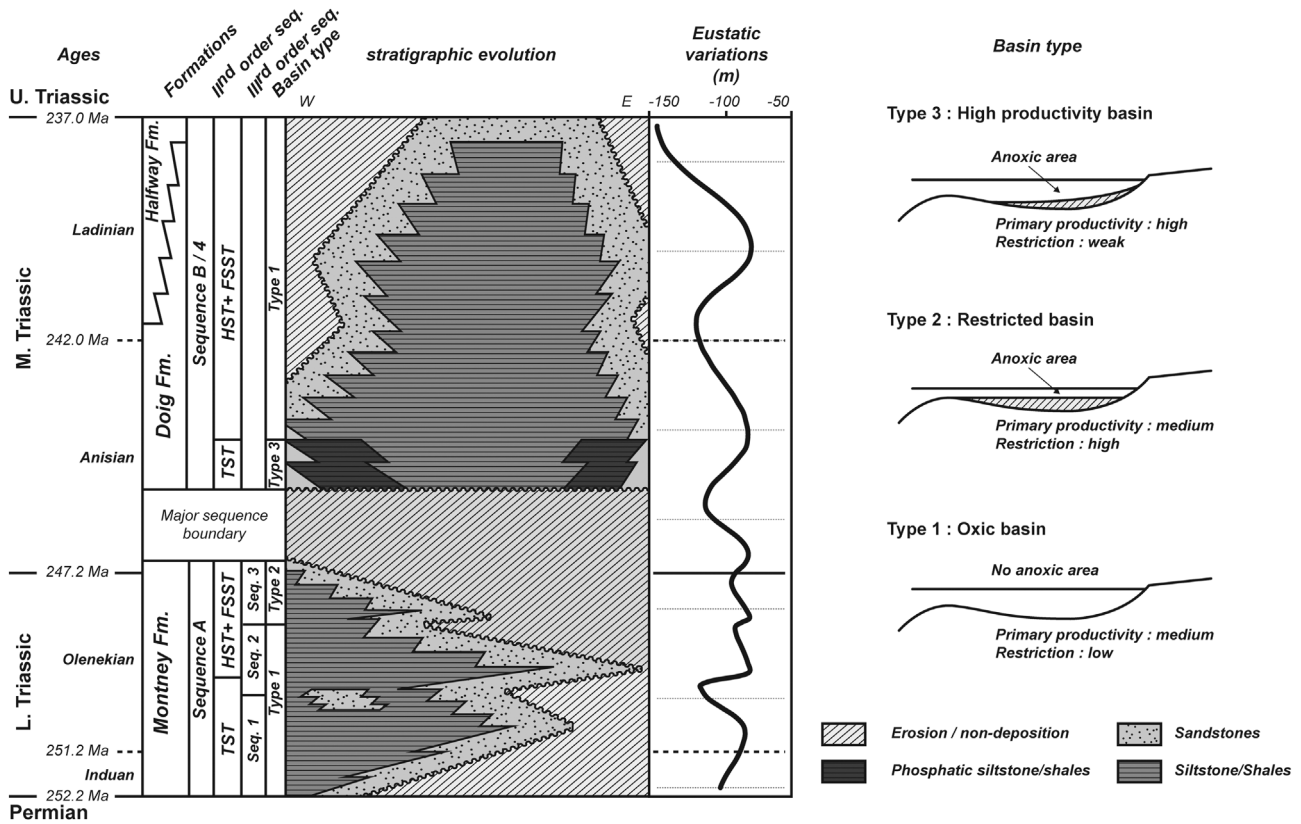 Ages
Formations
IInd order seq.
IIIrd order seq.
Basin type
stratigraphic evolution
Eustatic
variations
(m)
Basin type
U. Triassic
W
E
-150
-100
-50
237.0 Ma
M. Triassic
Ladinian
242.0 Ma
Anisian
Halfway Fm.
Doig Fm.
Sequence B / 4
HST+ FSST
TST
Type 1
Type 3
Major sequence
boundary
247.2 Ma
L. Triassic
Olenekian
251.2 Ma
Induan
252.2 Ma
Permian
Montney Fm.
Sequence A
HST+ FSST
TST
Seq. 3
Seq. 2
Seq. 1
Type 2
Type 1
Type 3 : High productivity basin
Anoxic area
Primary productivity : high
Restriction : weak
Type 2 : Restricted basin
Anoxic area
Primary productivity : medium
Restriction : high
Type 1 : Oxic basin
No anoxic area
Primary productivity : medium
Restriction : low
Erosion / non-deposition
Sandstones
Phosphatic siltstone/shales
Siltstone/Shales